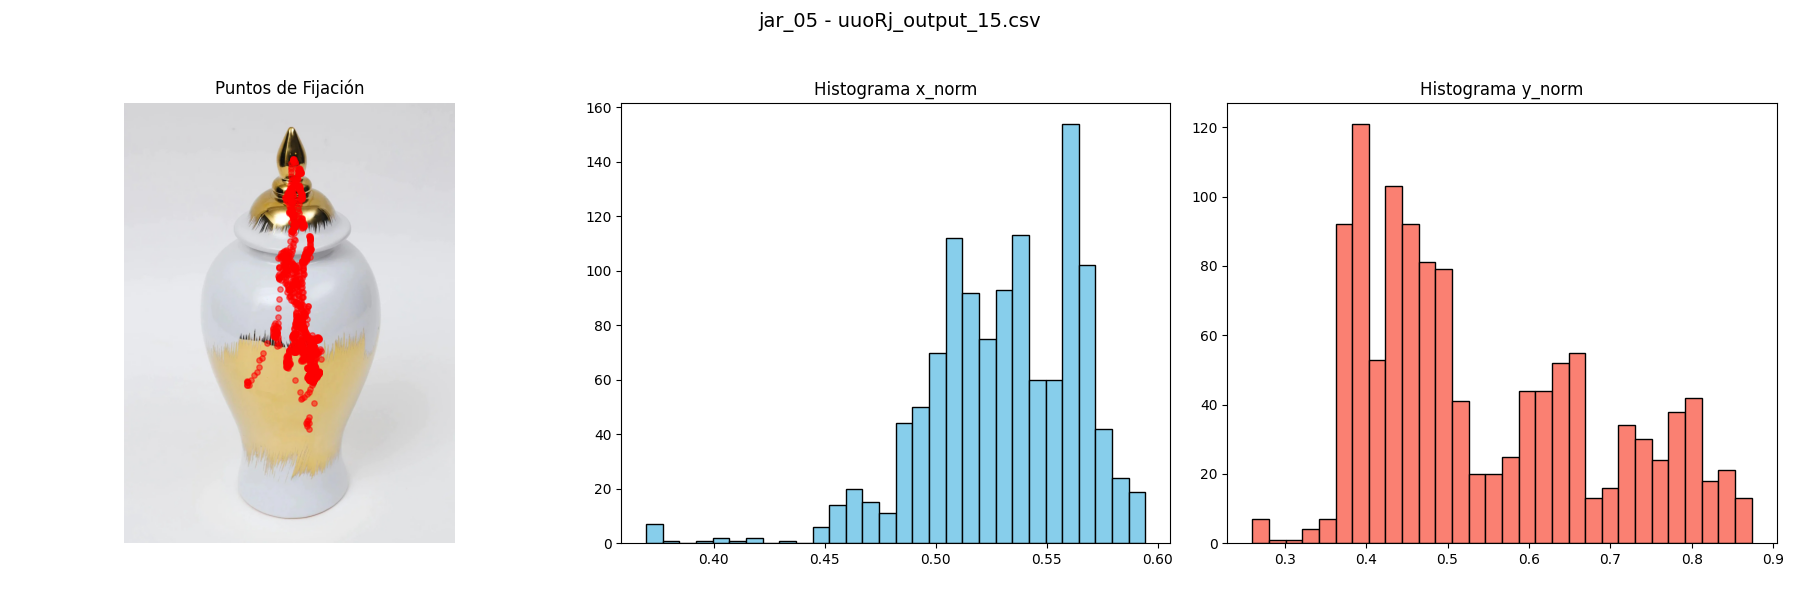 jar_05 - uuoRj_output_15.csv
Puntos de Fijación
Histograma x_norm
Histograma y_norm
160
140
120
100
80
60
40
20
0
0.40 0.45 0.50 0.55 0.60
120
100
80
60
40
20
0
0.3 0.4 0.5 0.6 0.7 0.8 0.9